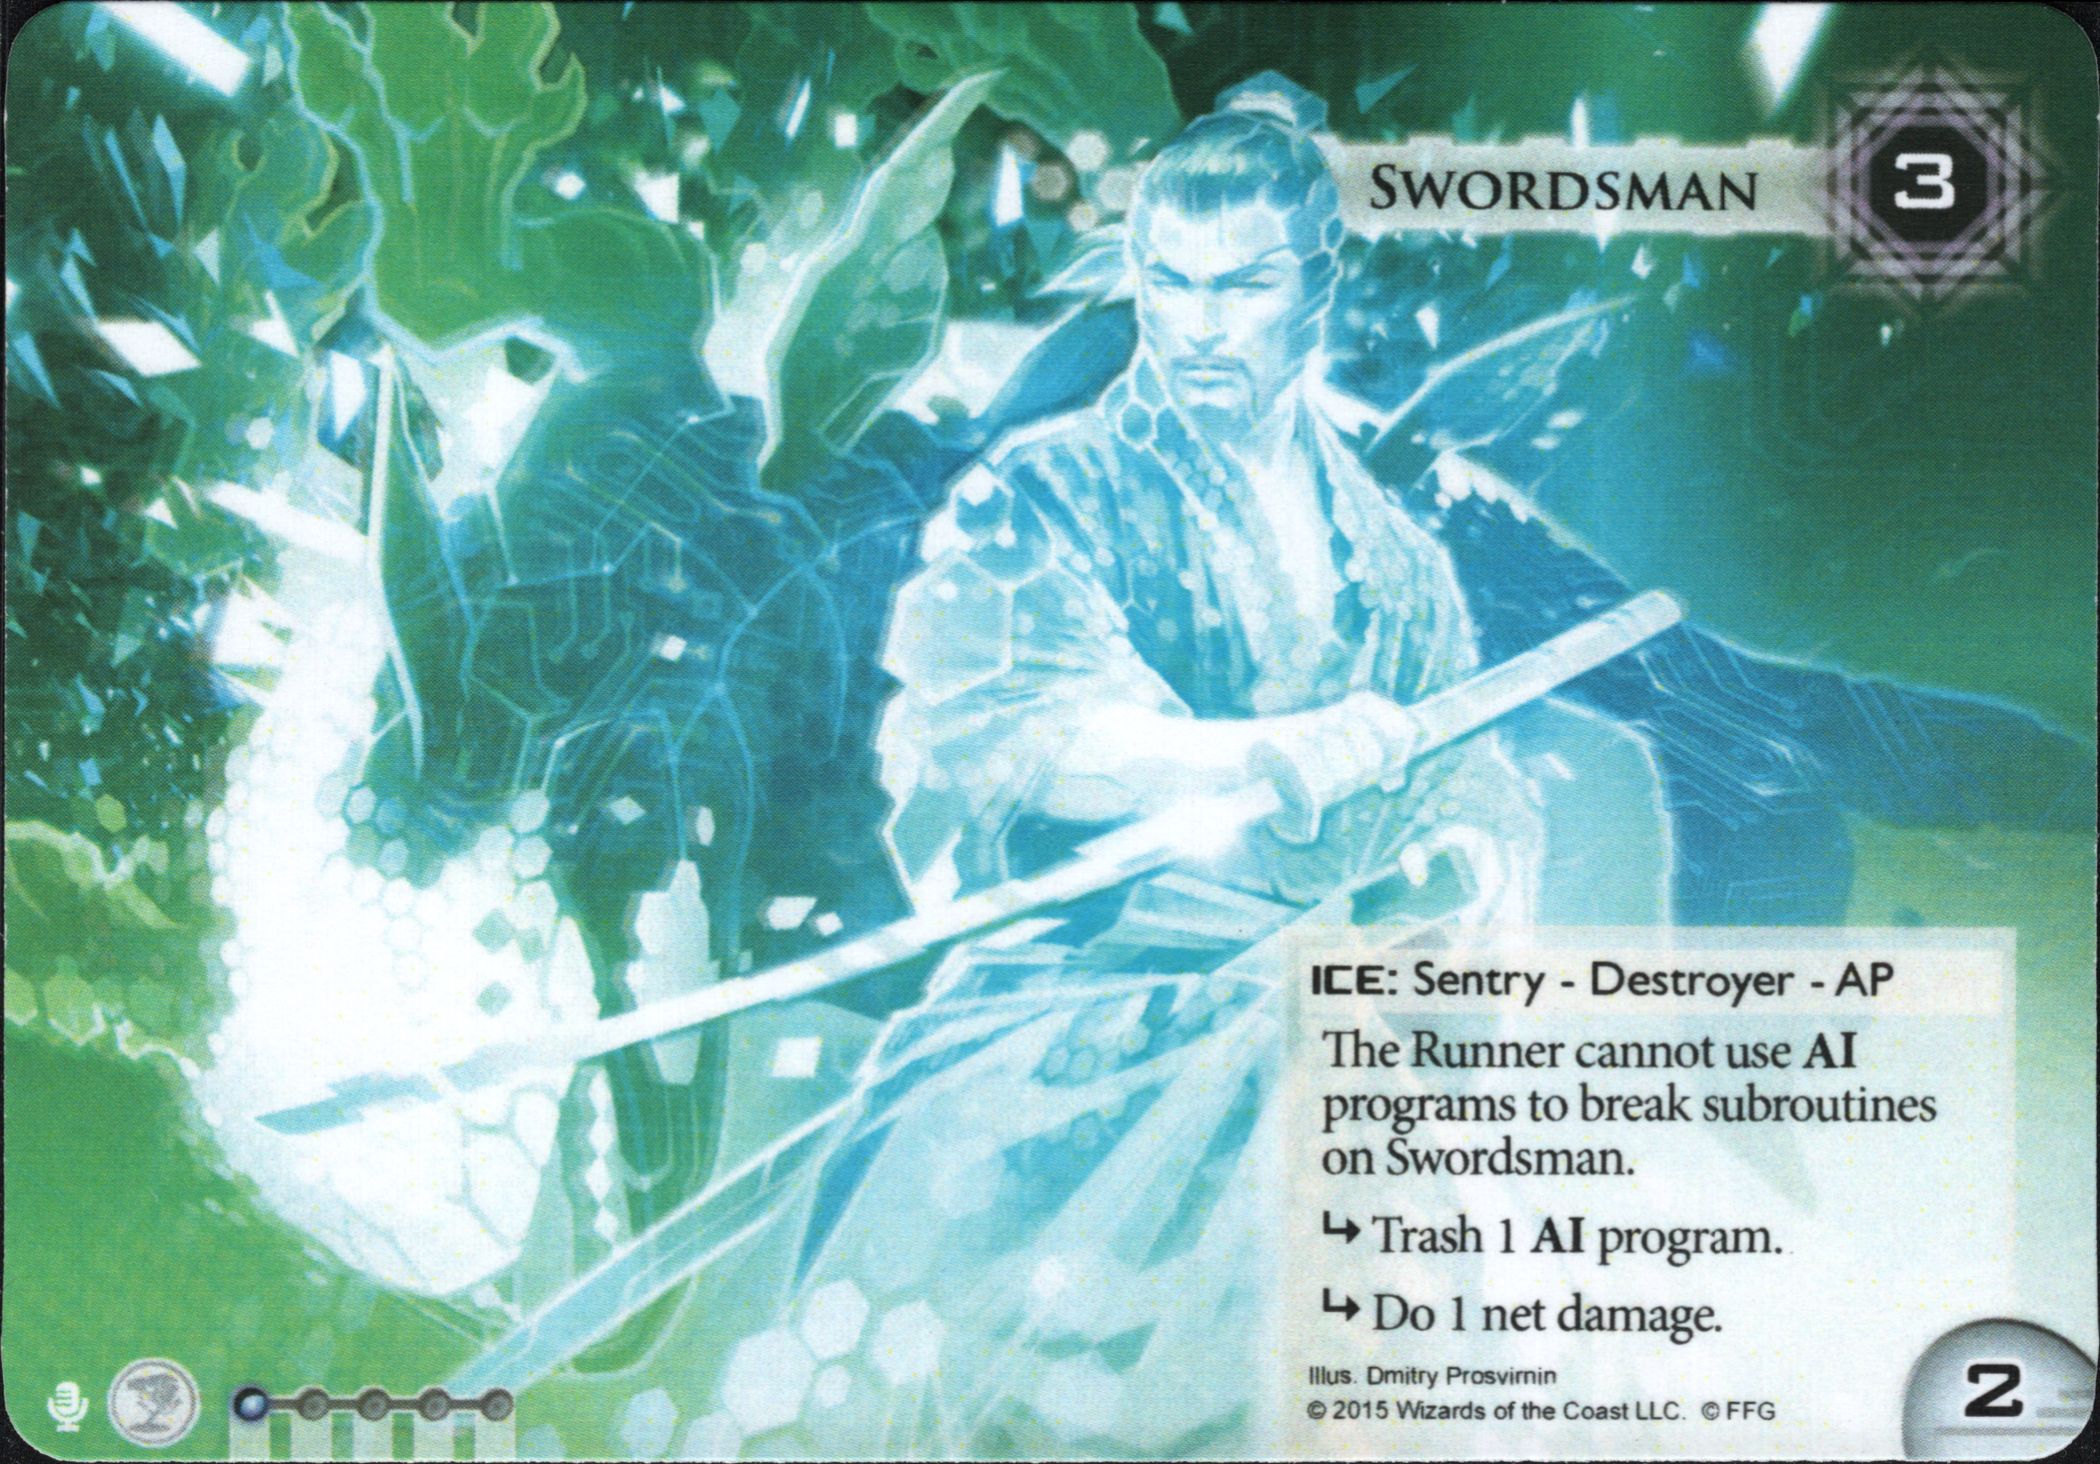 SWORDSMAN
3
ICE: Sentry - Destroyer - AP
The Runner cannot use AI
programs to break subroutines
on Swordsman.
↳ Trash 1 AI program.
↳ Do 1 net damage.
Illus. Dmitry Prosvirnin
© 2015 Wizards of the Coast LLC. © FFG
2